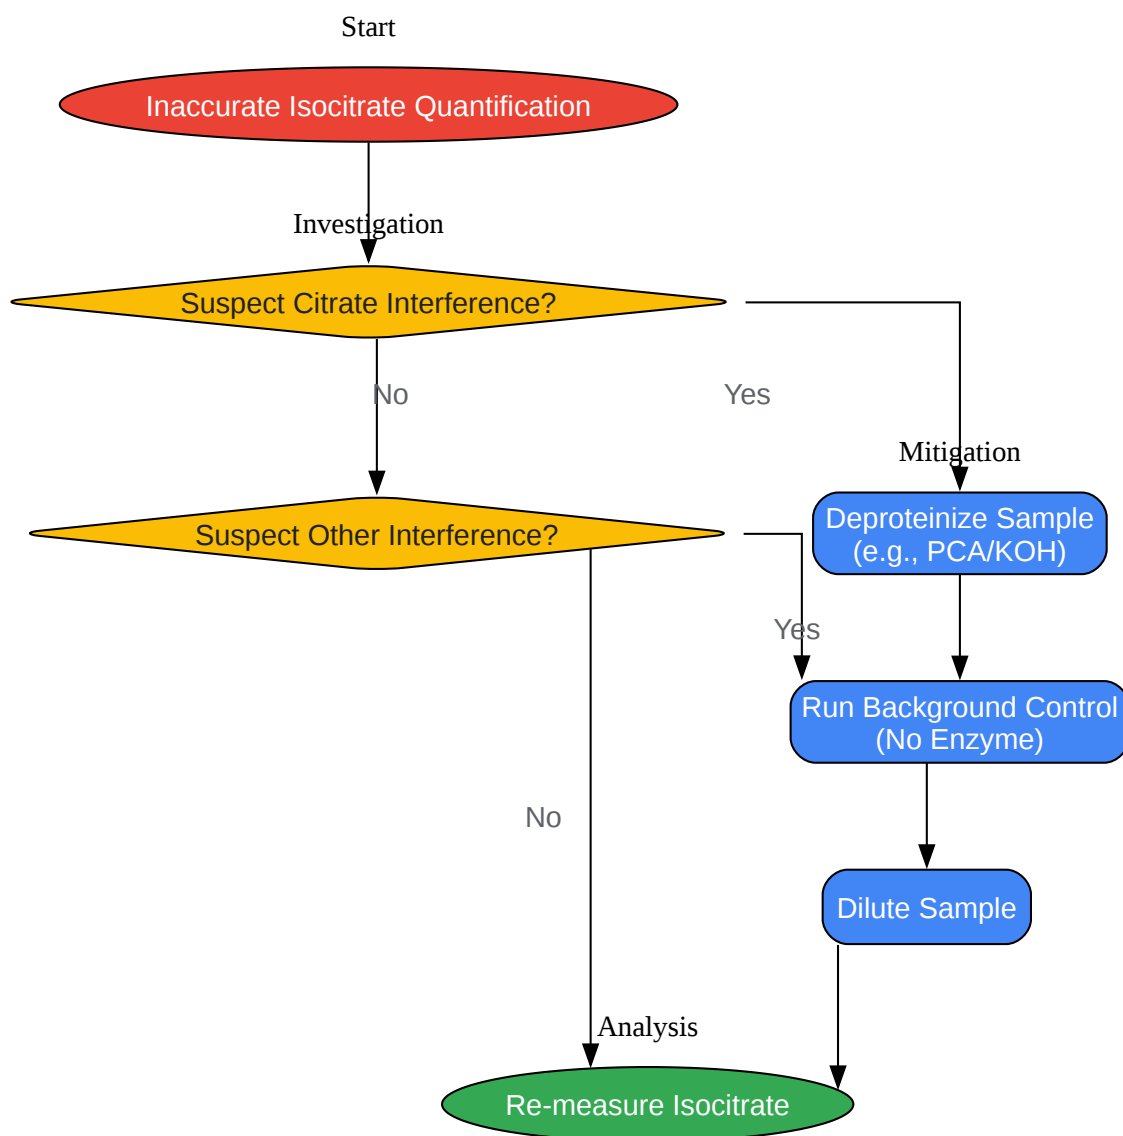 Start
Inaccurate Isocitrate Quantification
Investigation
Suspect Citrate Interference?
No
Yes
Mitigation
Deproteinize Sample
(e.g., PCA/KOH)
Suspect Other Interference?
Yes
Run Background Control
(No Enzyme)
No
Dilute Sample
Analysis
Re-measure Isocitrate